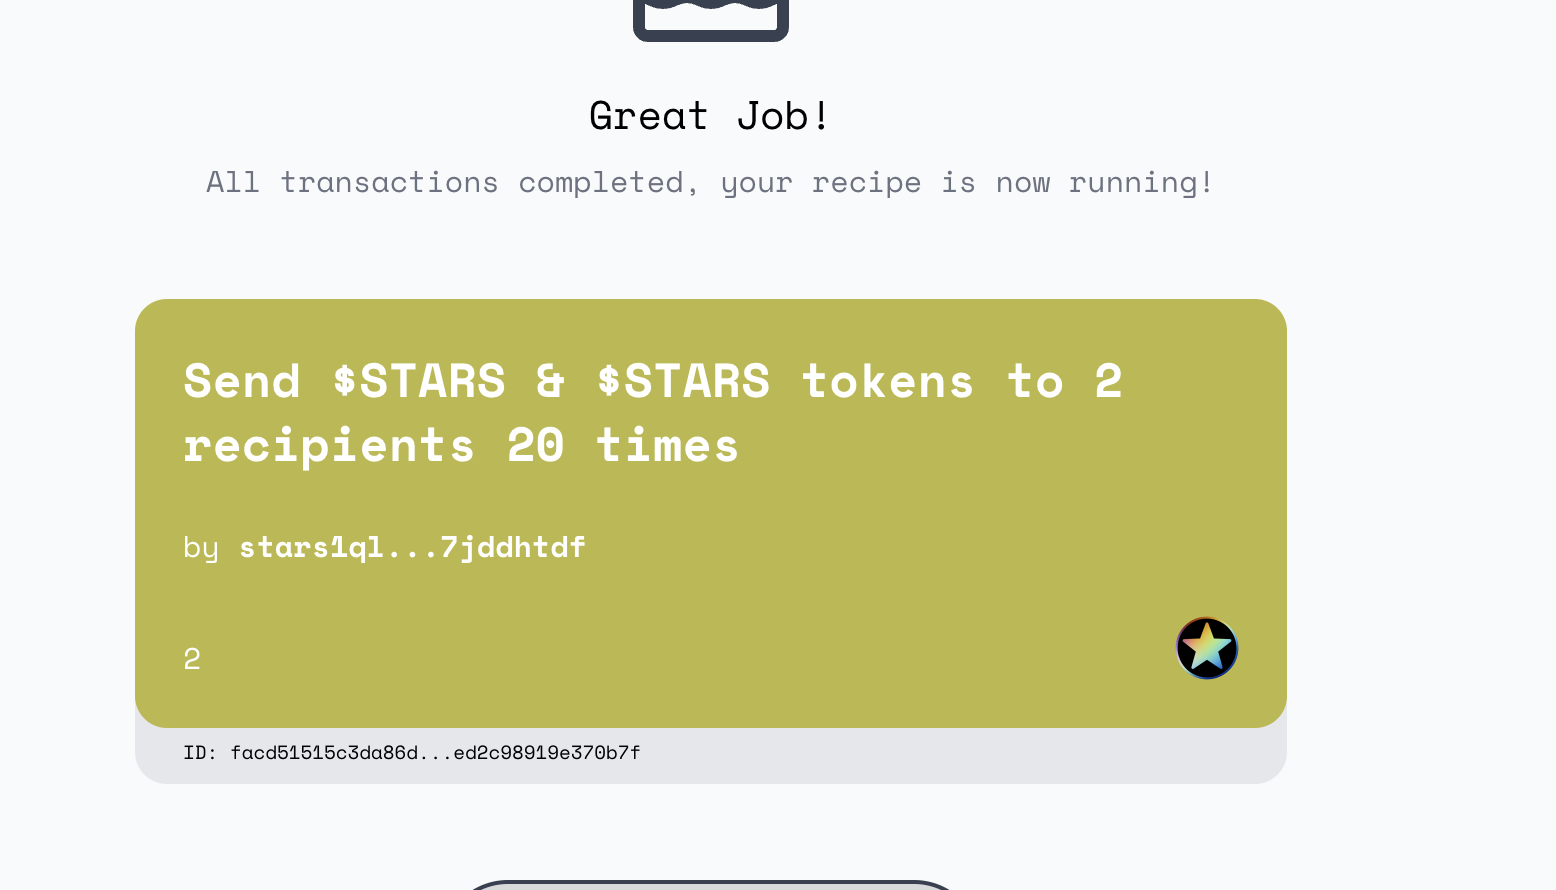 Great Job!
All transactions completed, your recipe is now running!
Send $STARS & $STARS tokens to 2
recipients 20 times
by stars1ql...7jddhtdf
2
ID: facd51515c3da86d...ed2c98919e370b7f